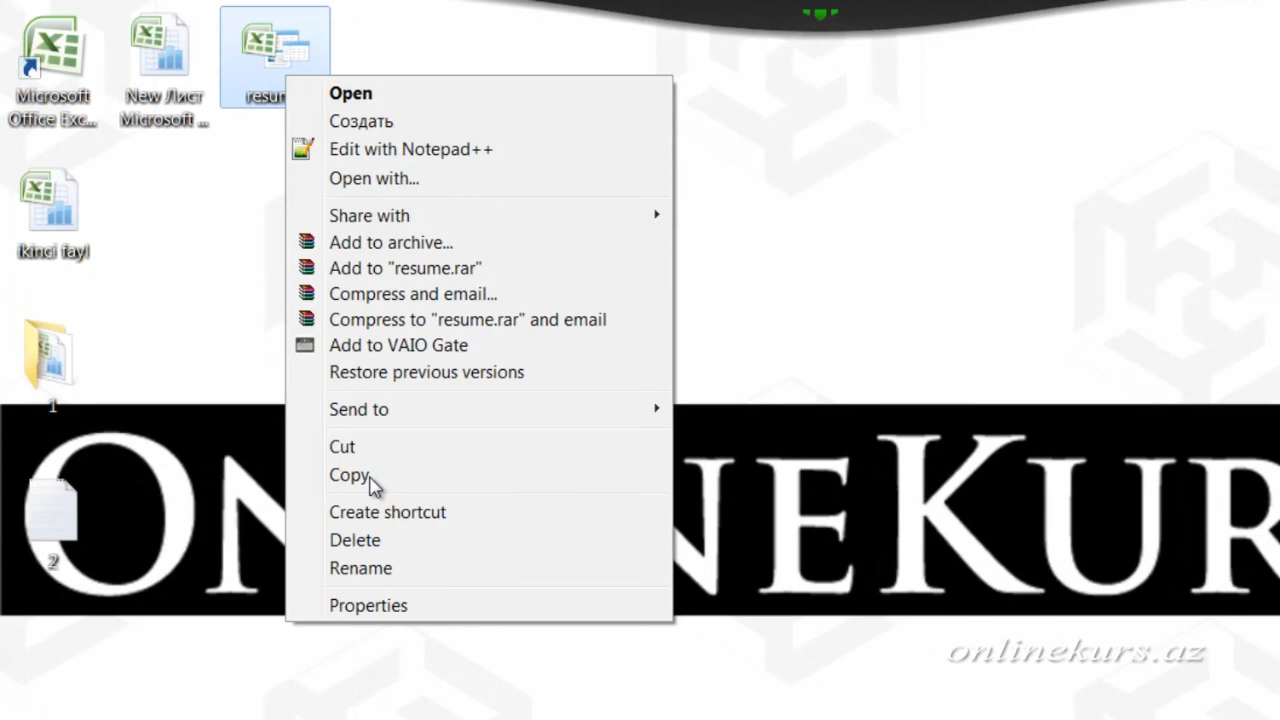 Microsoft
Office Exc...
New Лист
Microsoft ...
Ikinci fayl
1
2
Open
Создать
Edit with Notepad++
Open with...
Share with
Add to archive...
Add to "resume.rar"
Compress and email...
Compress to "resume.rar" and email
Add to VAIO Gate
Restore previous versions
Send to
Cut
Copy
Create shortcut
Delete
Rename
Properties
onlinekurs.az